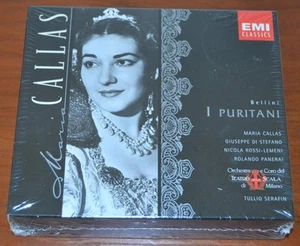 Maria CALLAS
EMI
CLASSICS
Bellini
I PURITANI
MARIA CALLAS
GIUSEPPE DI STEFANO
NICOLA ROSSI-LEMENI
ROLANDO PANERAI
Orchestra e Coro del
TEATRO alla SCALA
di Milano
TULLIO SERAFIN